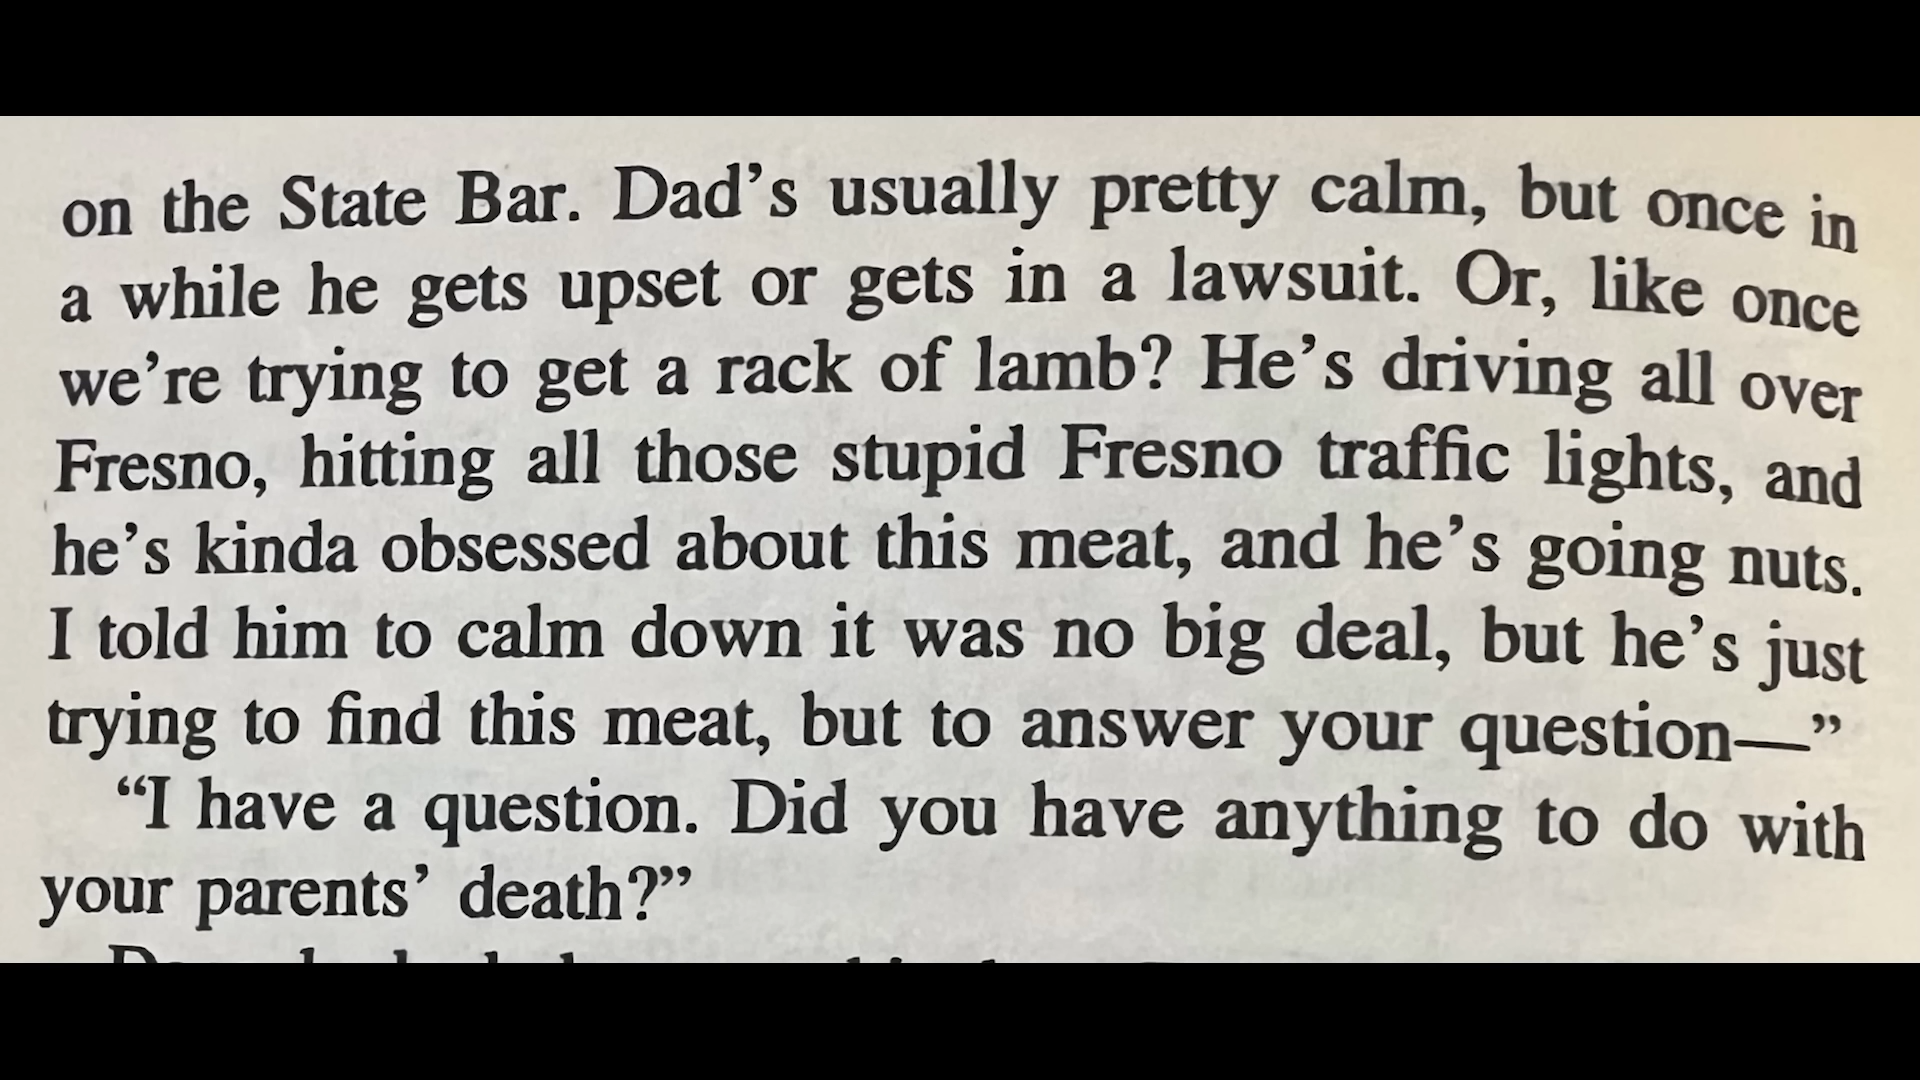 on the State Bar. Dad’s usually pretty calm, but once in
a while he gets upset or gets in a lawsuit. Or, like once
we’re trying to get a rack of lamb? He’s driving all over
Fresno, hitting all those stupid Fresno traffic lights, and
he’s kinda obsessed about this meat, and he’s going nuts.
I told him to calm down it was no big deal, but he’s just
trying to find this meat, but to answer your question—”
“I have a question. Did you have anything to do with
your parents’ death?”